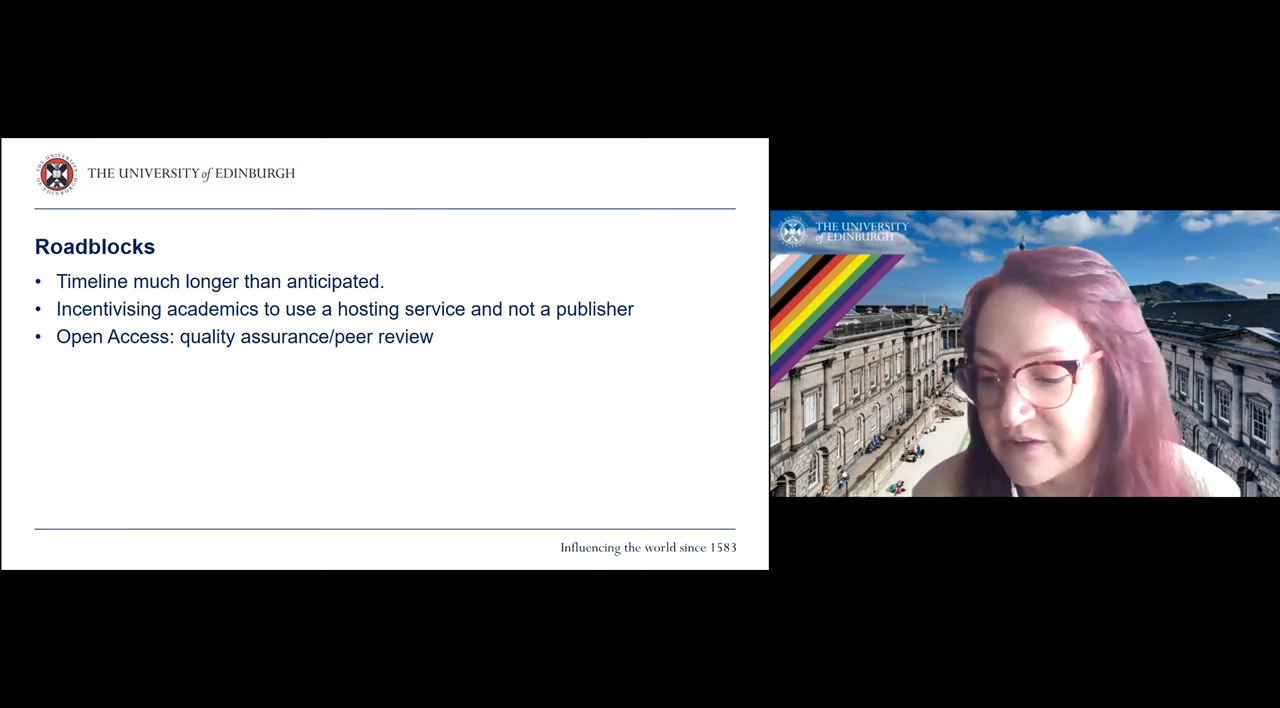 THE UNIVERSITY of EDINBURGH
Roadblocks
• Timeline much longer than anticipated.
• Incentivising academics to use a hosting service and not a publisher
• Open Access: quality assurance/peer review
Influencing the world since 1583
THE UNIVERSITY
of EDINBURGH